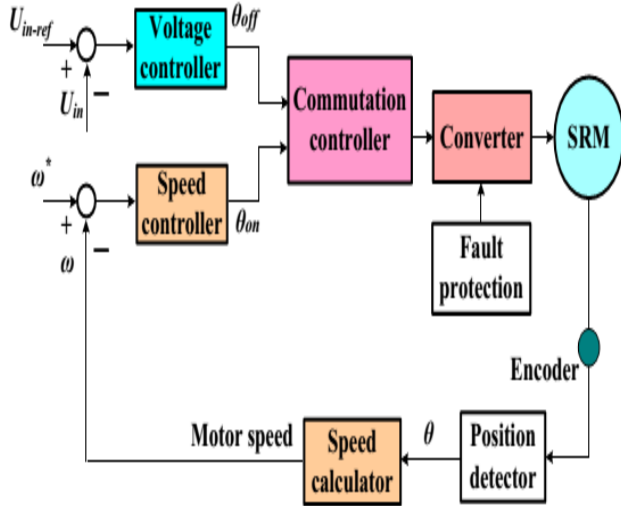 U_in-ref
+
U_in
−
Voltage
controller
θ_off
Commutation
controller
Converter
SRM
ω*
+
ω
−
Speed
controller
θ_on
Fault
protection
Encoder
Motor speed
Speed
calculator
θ
Position
detector